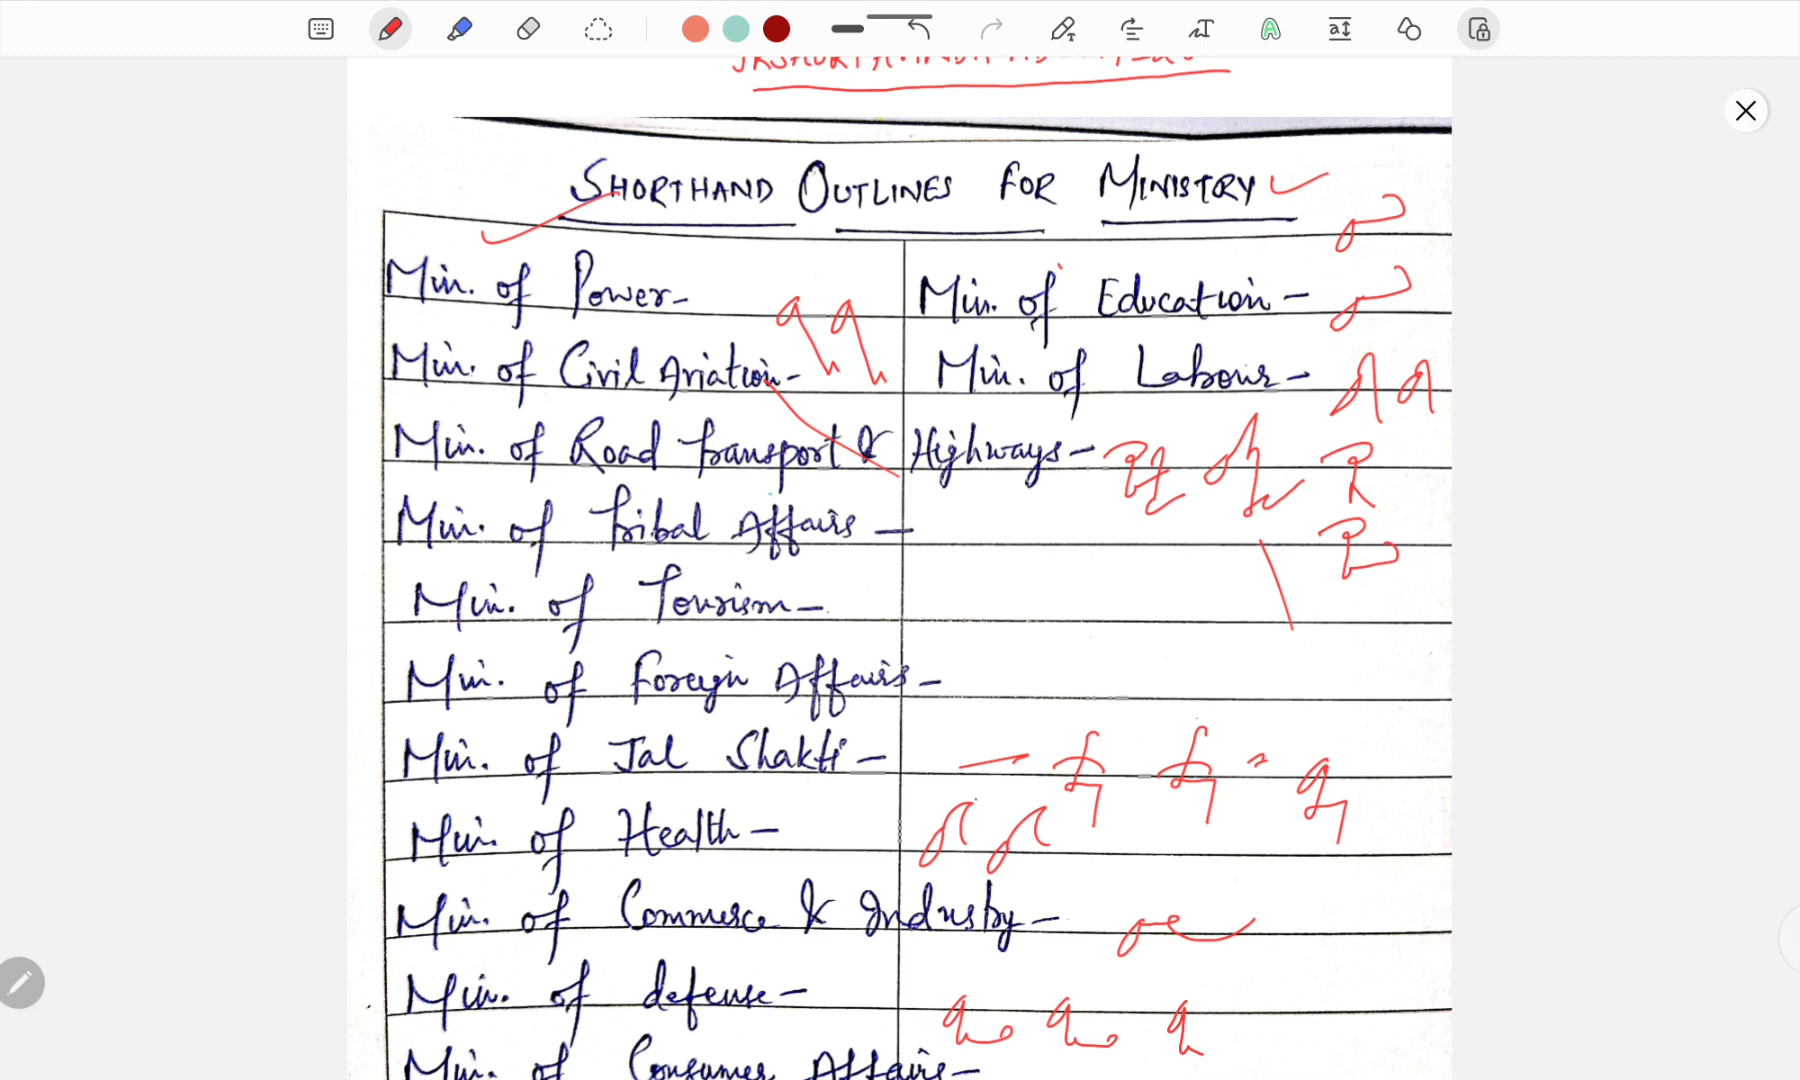 SHORTHAND OUTLINES FOR MINISTRY
Min. of Power-
Min. of Education-
Min. of Civil Aviation-
Min. of Labour-
Min. of Road Transport & Highways-
Min. of Tribal Affairs-
Min. of Tourism-
Min. of Foreign Affairs-
Min. of Jal Shakti-
Min. of Health-
Min. of Commerce & Industry-
Min. of defense-
Min. of Consumer Affairs-